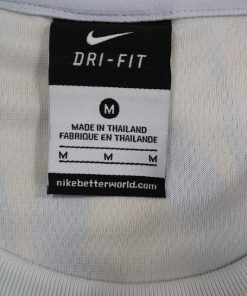 DRI-FIT
M
MADE IN THAILAND
FABRIQUE EN THAILANDE
M M M
nikebetterworld.com